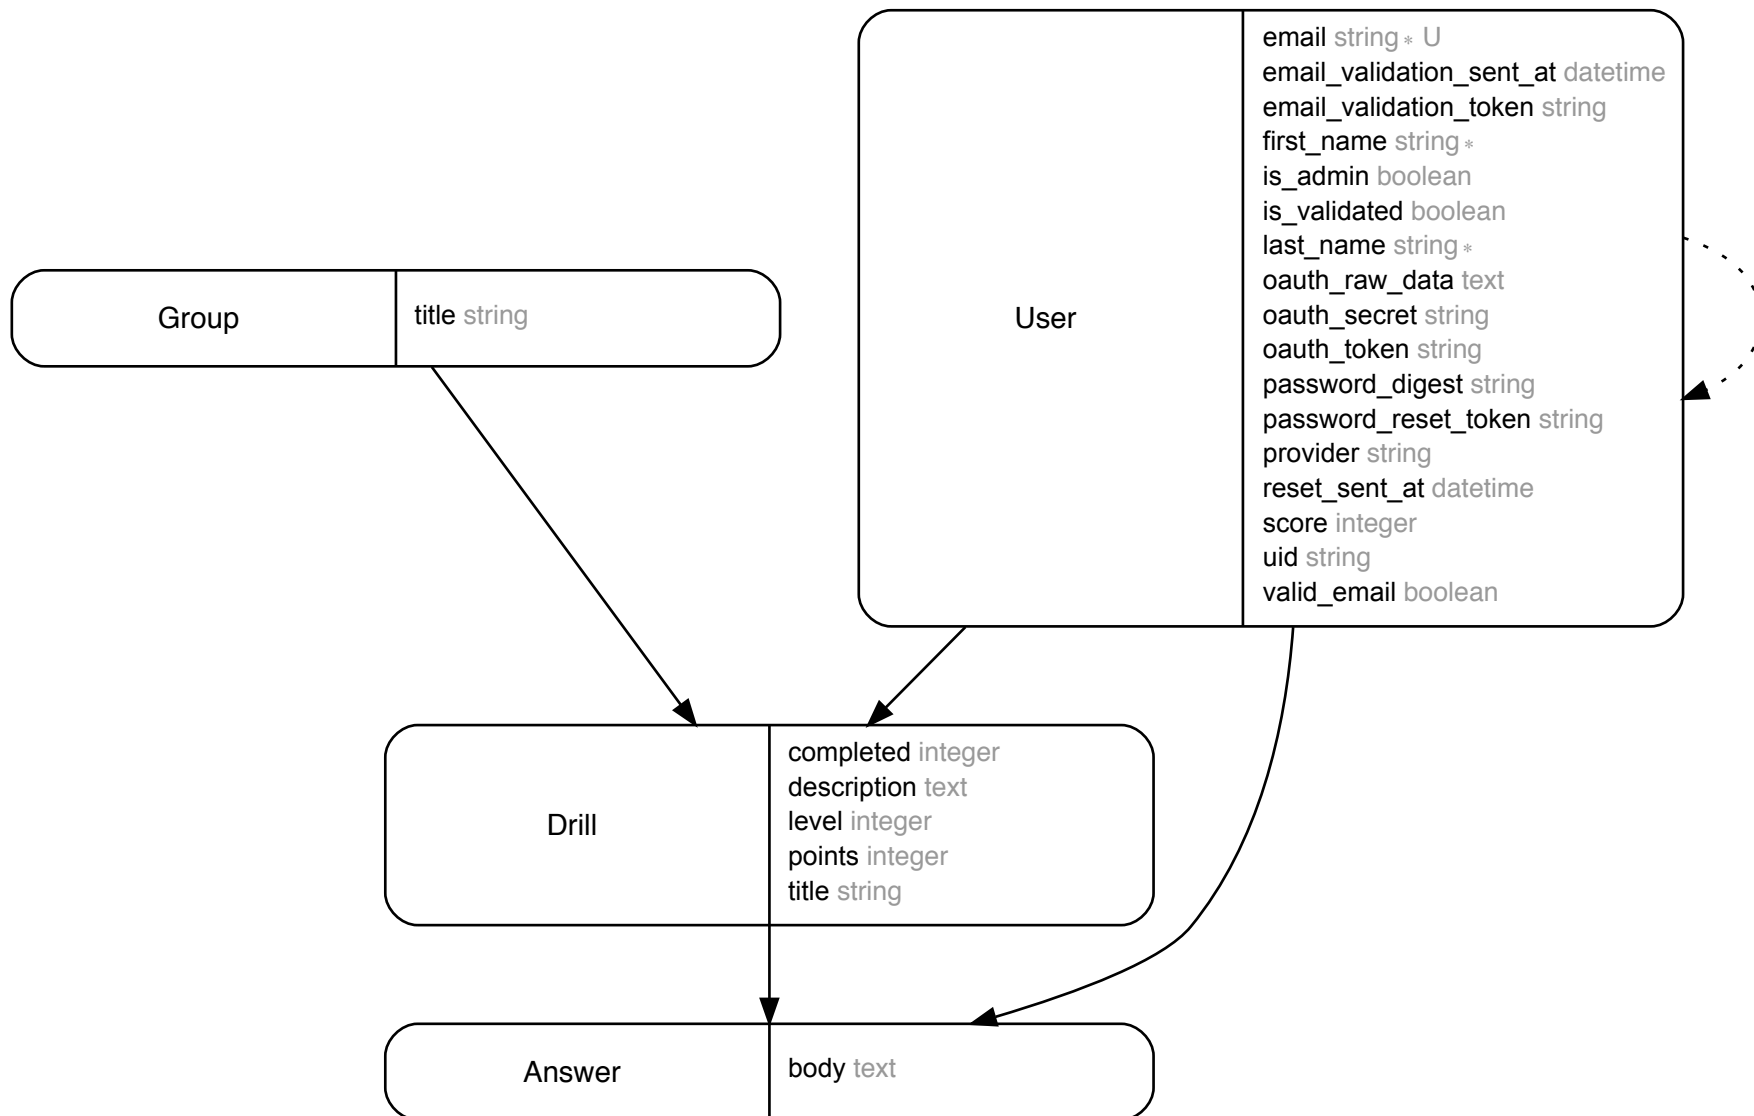 Group
title string
User
email string∗ U
email_validation_sent_at datetime
email_validation_token string
first_name string∗
is_admin boolean
is_validated boolean
last_name string∗
oauth_raw_data text
oauth_secret string
oauth_token string
password_digest string
password_reset_token string
provider string
reset_sent_at datetime
score integer
uid string
valid_email boolean
Drill
completed integer
description text
level integer
points integer
title string
Answer
body text